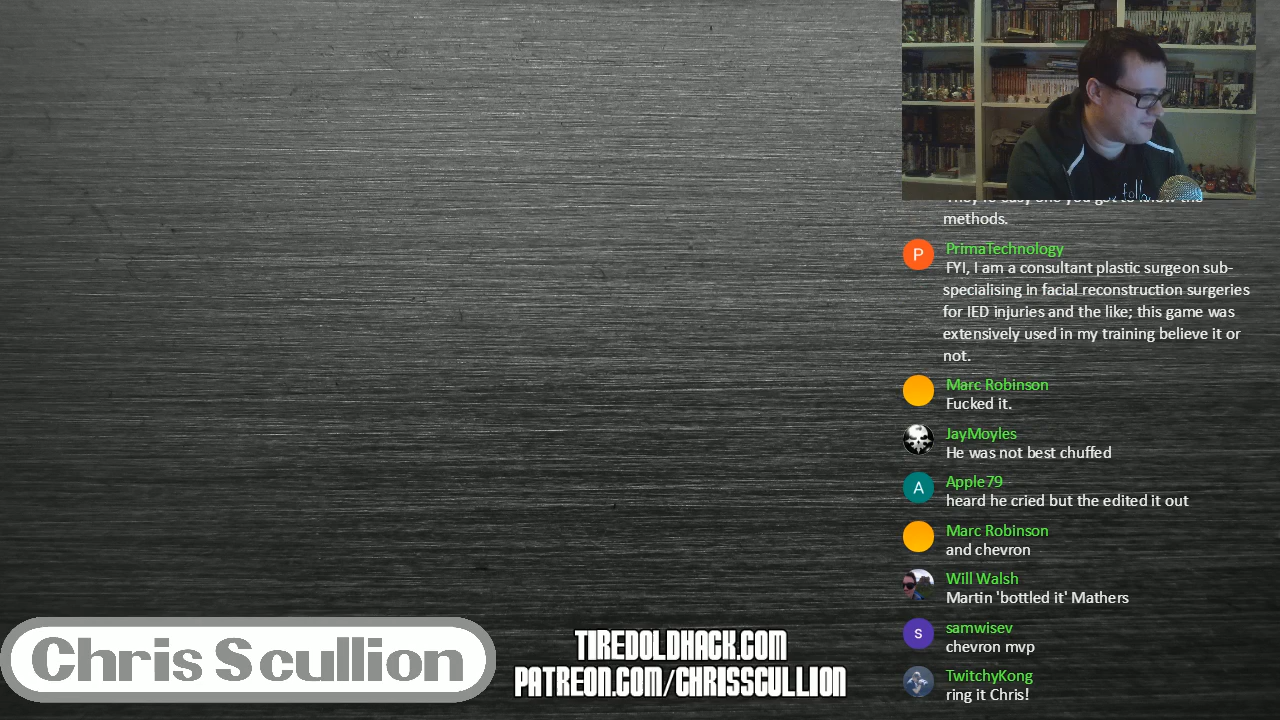 foll
methods.
PrimaTechnology
FYI, I am a consultant plastic surgeon sub-
specialising in facial reconstruction surgeries
for IED injuries and the like; this game was
extensively used in my training believe it or
not.
Marc Robinson
Fucked it.
JayMoyles
He was not best chuffed
Apple79
heard he cried but the edited it out
Marc Robinson
and chevron
Will Walsh
Martin 'bottled it' Mathers
samwisev
chevron mvp
TwitchyKong
ring it Chris!
Chris Scullion
TIREDOLDHACK.COM
PATREON.COM/CHRISSCULLION
P
A
s